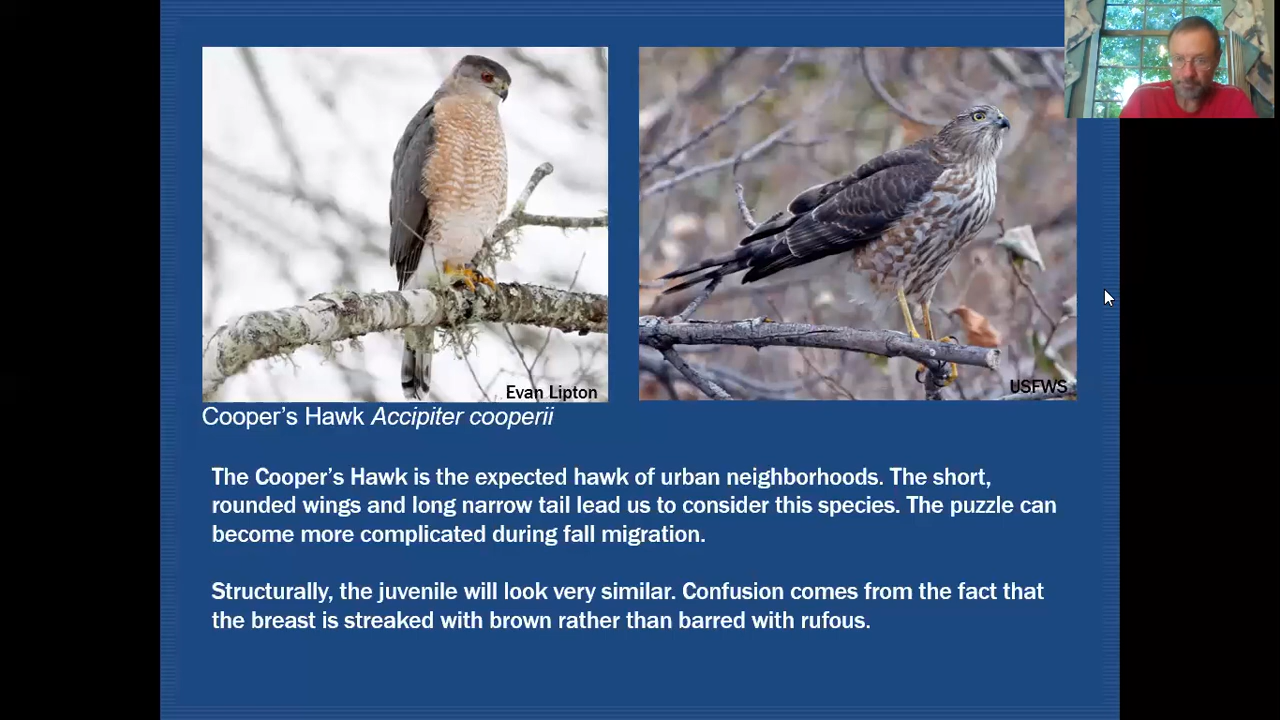 Evan Lipton
USFWS
Cooper’s Hawk Accipiter cooperii
The Cooper’s Hawk is the expected hawk of urban neighborhoods. The short,
rounded wings and long narrow tail lead us to consider this species. The puzzle can
become more complicated during fall migration.
Structurally, the juvenile will look very similar. Confusion comes from the fact that
the breast is streaked with brown rather than barred with rufous.